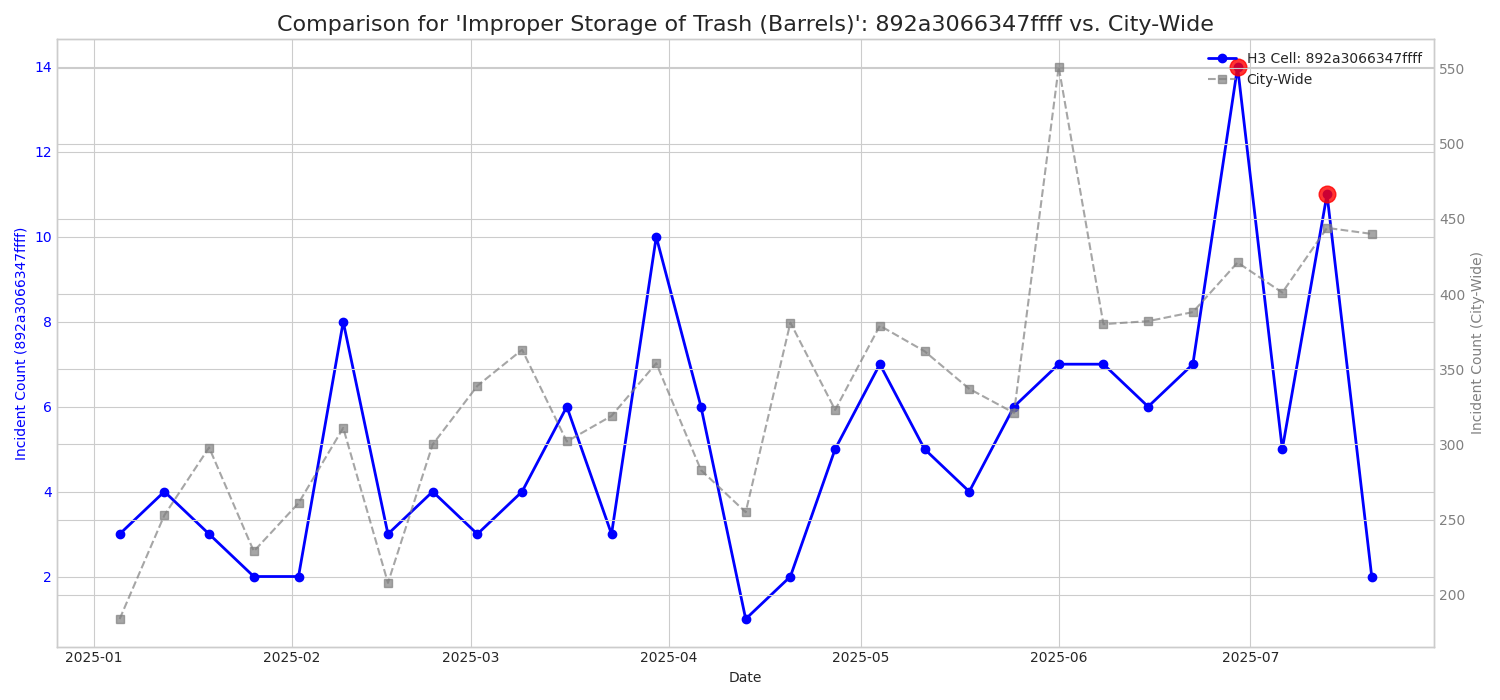 Comparison for 'Improper Storage of Trash (Barrels)': 892a3066347ffff vs. City-Wide
H3 Cell: 892a3066347ffff
City-Wide
Incident Count (892a3066347ffff)
14
12
10
8
6
4
2
550
500
450
400
350
300
250
200
Incident Count (City-Wide)
2025-01 2025-02 2025-03 2025-04 2025-05 2025-06 2025-07
Date